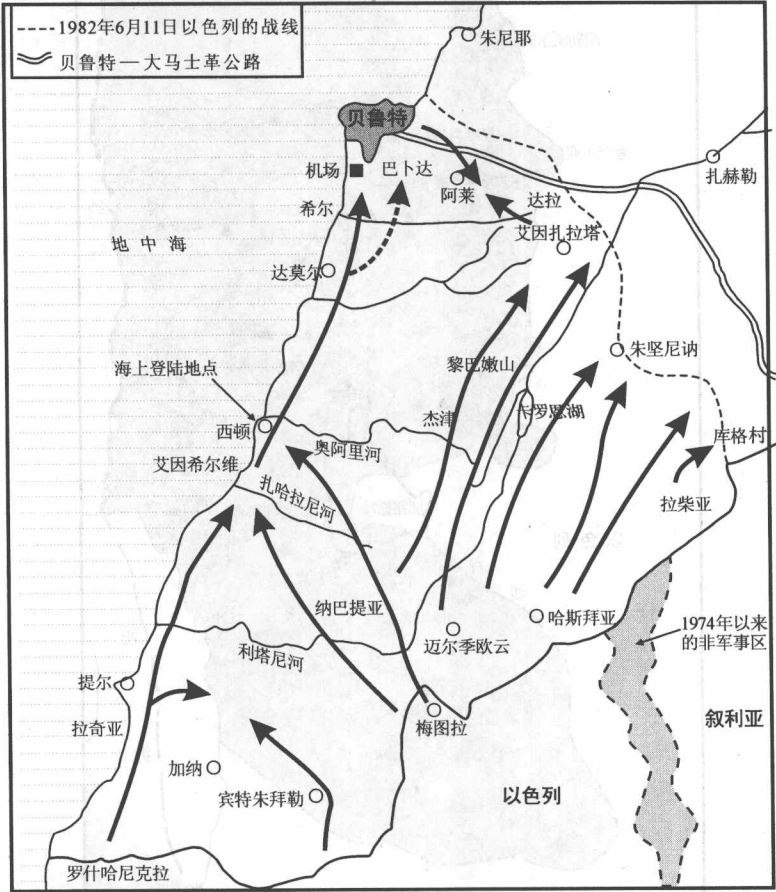 1982年6月11日以色列的战线
贝鲁特—大马士革公路
朱尼耶
贝鲁特
机场
巴卜达
阿莱
扎赫勒
希尔
达拉
艾因扎拉塔
地中海
达莫尔
朱坚尼讷
黎巴嫩山
海上登陆地点
杰津
卡罗恩湖
西顿
奥阿里河
库格村
艾因希尔维
扎哈拉尼河
拉柴亚
纳巴提亚
哈斯拜亚
1974年以来
的非军事区
迈尔季欧云
利塔尼河
提尔
拉奇亚
梅图拉
叙利亚
加纳
宾特朱拜勒
以色列
罗什哈尼克拉